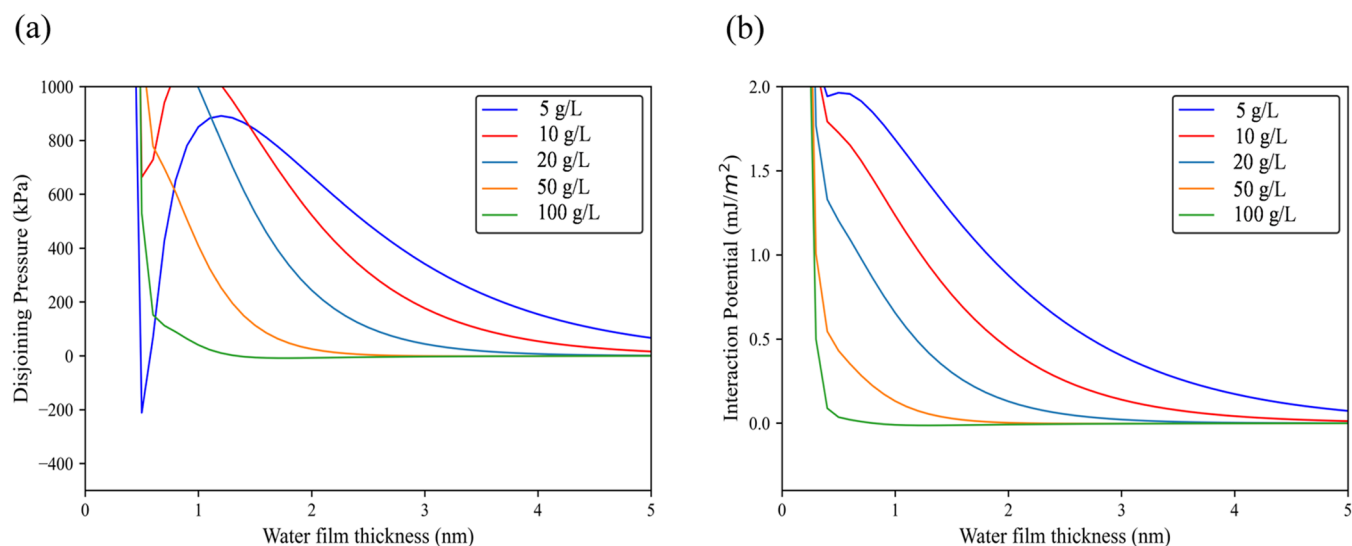 (a)
1000
800
600
400
200
0
−200
−400
0 1 2 3 4 5
Disjoining Pressure (kPa)
Water film thickness (nm)
5 g/L
10 g/L
20 g/L
50 g/L
100 g/L
(b)
2.0
1.5
1.0
0.5
0.0
0 1 2 3 4 5
Interaction Potential (mJ/m²)
Water film thickness (nm)
5 g/L
10 g/L
20 g/L
50 g/L
100 g/L